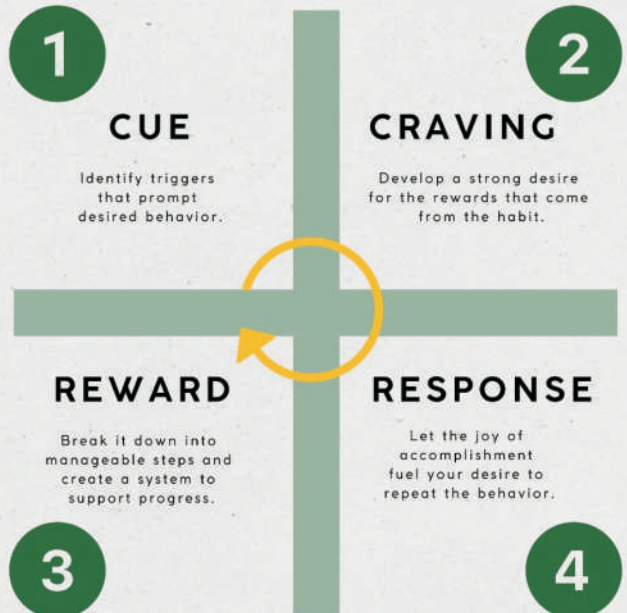 1
CUE
Identify triggers
that prompt
desired behavior.
2
CRAVING
Develop a strong desire
for the rewards that come
from the habit.
REWARD
Break it down into
manageable steps and
create a system to
support progress.
3
RESPONSE
Let the joy of
accomplishment
fuel your desire to
repeat the behavior.
4